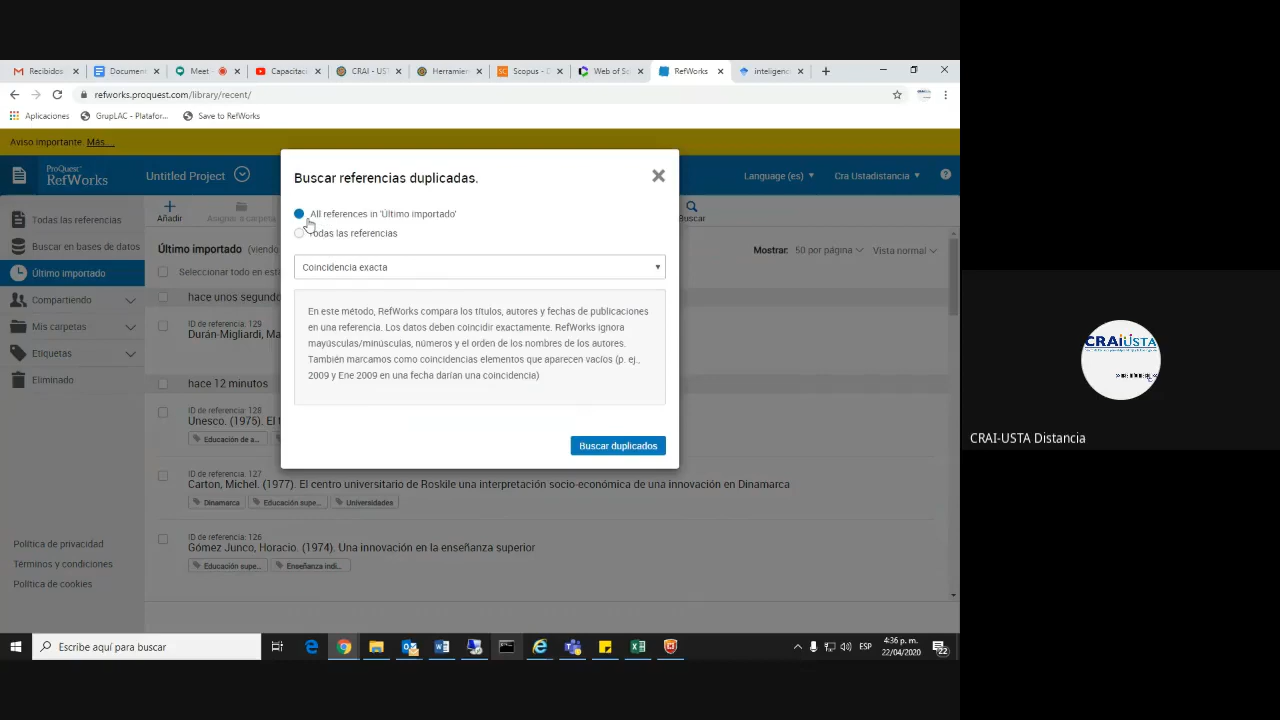 Recibidos
Document
Meet -
Capacitac
CRAI - UST
Herramien
Scopus - D
Web of Sc
RefWorks
inteligenc
refworks.proquest.com/library/recent/
Aplicaciones
GrupLAC - Platafor...
Save to RefWorks
Aviso importante. Más...
ProQuest
RefWorks
Untitled Project
Language (es)
Cra Ustadistancia
Todas las referencias
Buscar en bases de datos
Último importado
Compartiendo
Mis carpetas
Etiquetas
Eliminado
Política de privacidad
Términos y condiciones
Política de cookies
Añadir
Asignar a carpeta
Buscar
Último importado (viendo
Mostrar: 50 por página
Vista normal
Seleccionar todo en est
hace unos segundo
ID de referencia: 129
Durán-Migliardi, Ma
hace 12 minutos
ID de referencia: 128
Unesco. (1975). El f
Educación de a...
ID de referencia: 127
Carton, Michel. (1977). El centro universitario de Roskile una interpretación socio-económica de una innovación en Dinamarca
Dinamarca
Educación supe...
Universidades
ID de referencia: 126
Gómez Junco, Horacio. (1974). Una innovación en la enseñanza superior
Educación supe...
Enseñanza indi...
Buscar referencias duplicadas.
All references in 'Último importado'
Todas las referencias
Coincidencia exacta
En este método, RefWorks compara los títulos, autores y fechas de publicaciones
en una referencia. Los datos deben coincidir exactamente. RefWorks ignora
mayúsculas/minúsculas, números y el orden de los nombres de los autores.
También marcamos como coincidencias elementos que aparecen vacíos (p. ej.,
2009 y Ene 2009 en una fecha darían una coincidencia)
Buscar duplicados
Escribe aquí para buscar
ESP
4:36 p. m.
22/04/2020
22
CRAIUSTA
CRAI-USTA Distancia